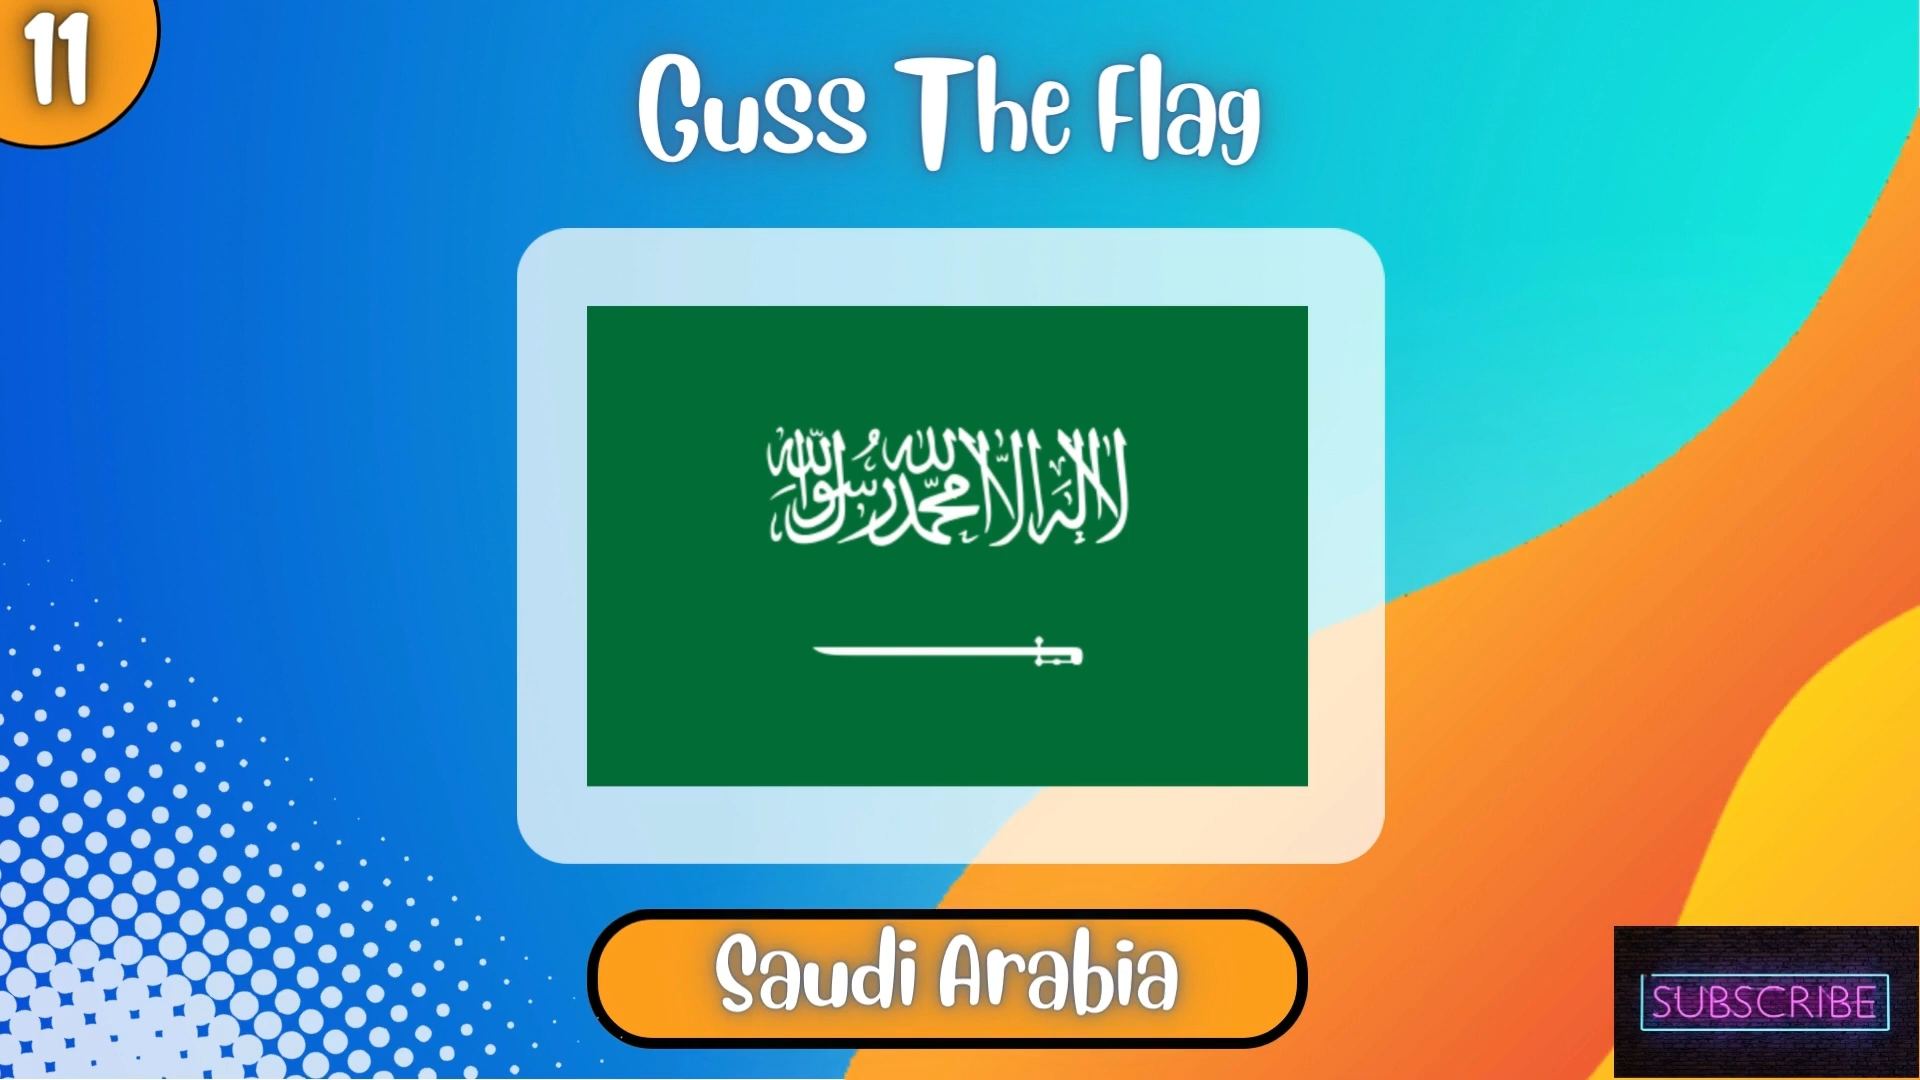 11
Guss The Flag
لا إله إلا الله محمد رسول الله
Saudi Arabia
SUBSCRIBE